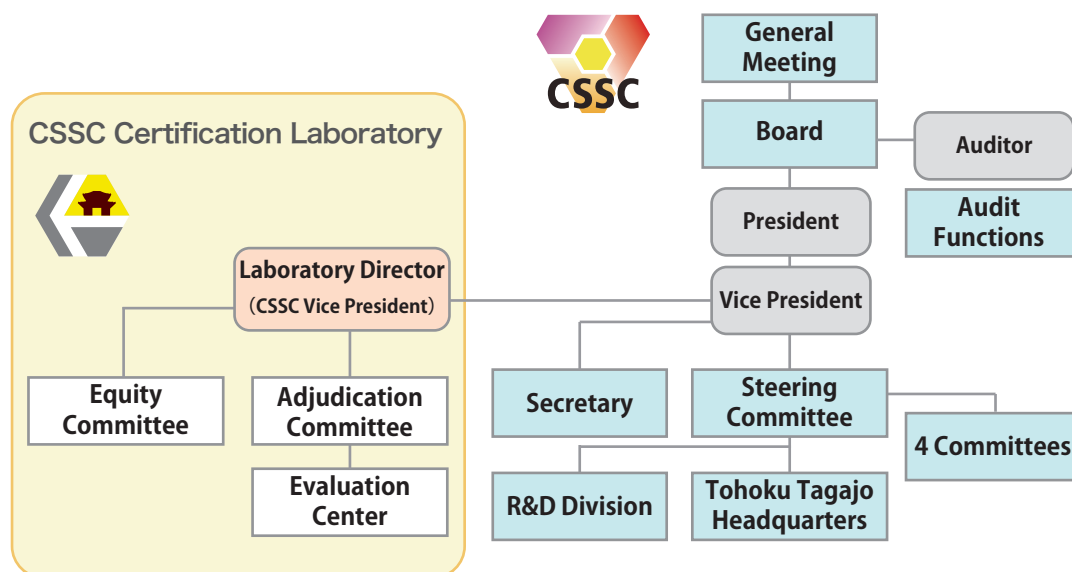 CSSC
General
Meeting
CSSC Certification Laboratory
Board
Auditor
President
Audit
Functions
Laboratory Director
（CSSC Vice President）
Vice President
Equity
Committee
Adjudication
Committee
Secretary
Steering
Committee
4 Committees
Evaluation
Center
R&D Division
Tohoku Tagajo
Headquarters